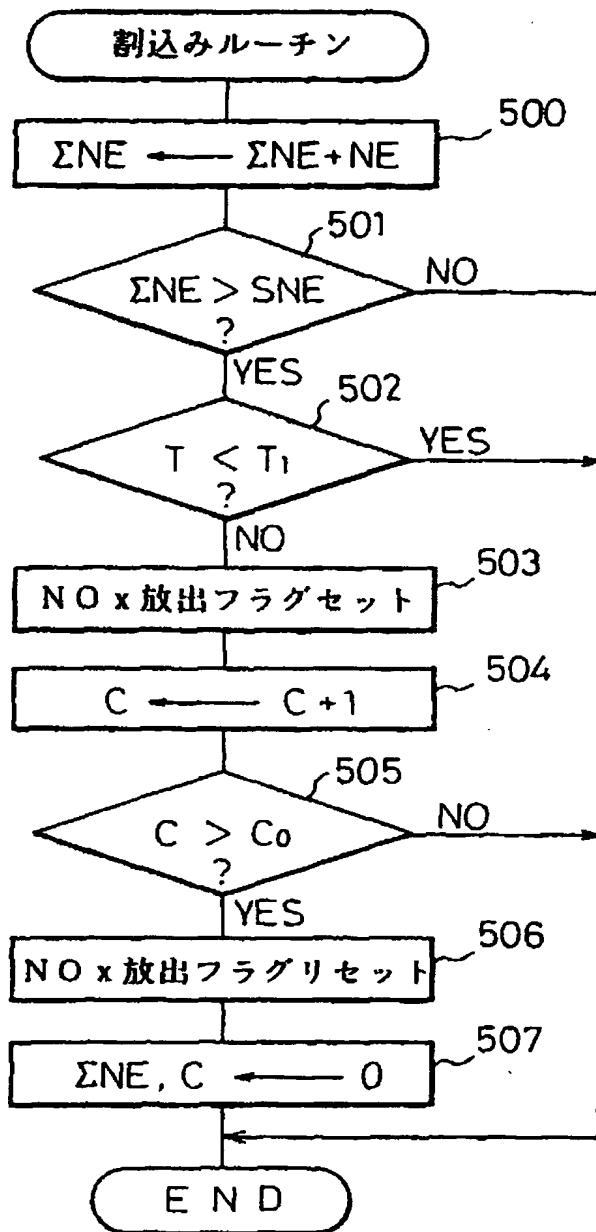 割込みルーチン
500
ΣNE ← ΣNE+NE
501
ΣNE > SNE
?
NO
YES
502
T < T1
?
YES
NO
503
NOx放出フラグセット
504
C ← C+1
505
C > C0
?
NO
YES
506
NOx放出フラグリセット
507
ΣNE, C ← 0
END